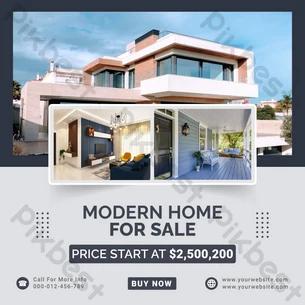 MODERN HOME
FOR SALE
PRICE START AT $2,500,200
Call For More Info
000-012-456-789
BUY NOW
www.yourwebsite.com
www.yourwebsite.com
pikbest